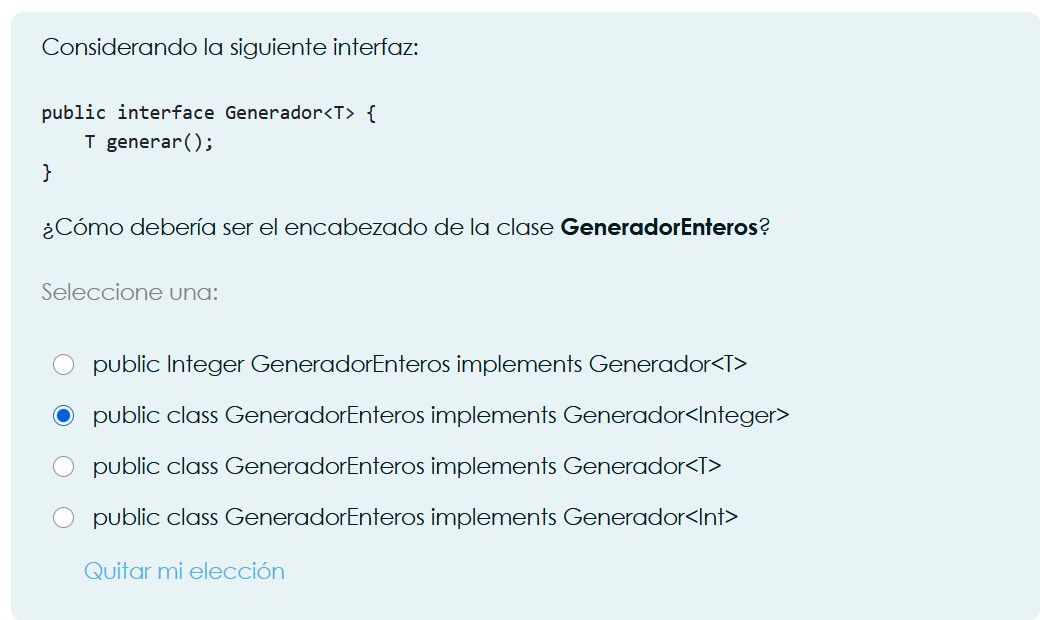 Considerando la siguiente interfaz:
public interface Generador<T> {
    T generar();
}
¿Cómo debería ser el encabezado de la clase GeneradorEnteros?
Seleccione una:
public Integer GeneradorEnteros implements Generador<T>
public class GeneradorEnteros implements Generador<Integer>
public class GeneradorEnteros implements Generador<T>
public class GeneradorEnteros implements Generador<Int>
Quitar mi elección